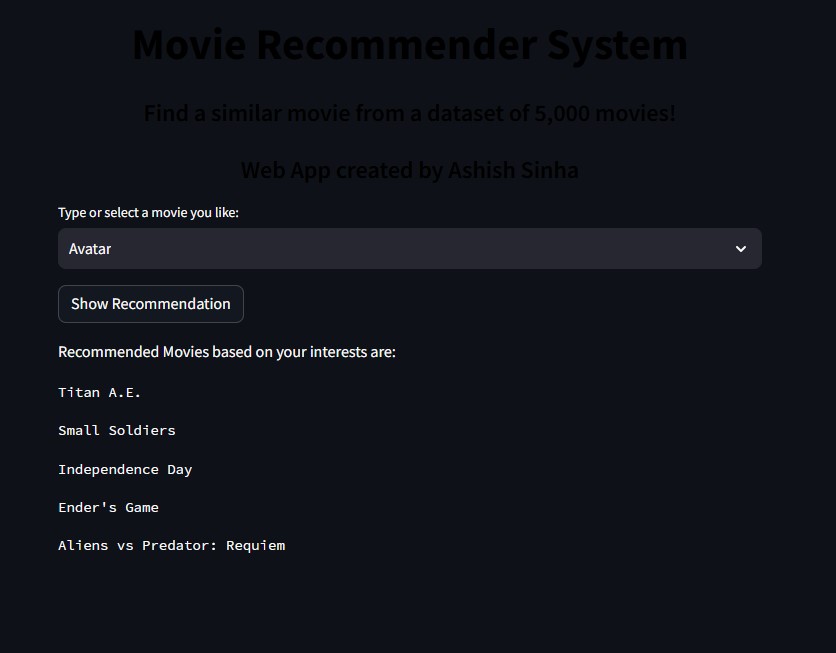 Movie Recommender System
Find a similar movie from a dataset of 5,000 movies!
Web App created by Ashish Sinha
Type or select a movie you like:
Avatar
Show Recommendation
Recommended Movies based on your interests are:
Titan A.E.
Small Soldiers
Independence Day
Ender's Game
Aliens vs Predator: Requiem